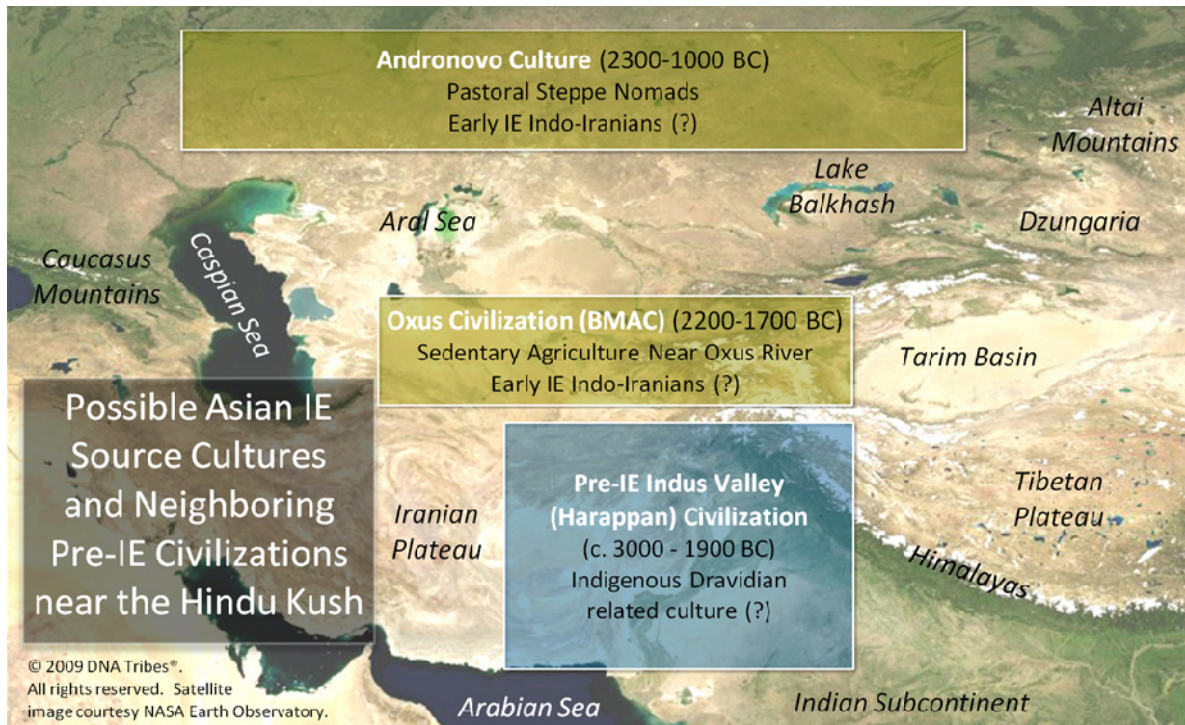 Andronovo Culture (2300-1000 BC)
Pastoral Steppe Nomads
Early IE Indo-Iranians (?)
Altai
Mountains
Lake
Balkhash
Aral Sea
Dzungaria
Caucasus
Mountains
Caspian Sea
Oxus Civilization (BMAC) (2200-1700 BC)
Sedentary Agriculture Near Oxus River
Early IE Indo-Iranians (?)
Tarim Basin
Possible Asian IE
Source Cultures
and Neighboring
Pre-IE Civilizations
near the Hindu Kush
Iranian
Plateau
Pre-IE Indus Valley
(Harappan) Civilization
(c. 3000 - 1900 BC)
Indigenous Dravidian
related culture (?)
Tibetan
Plateau
Himalayas
© 2009 DNA Tribes®.
All rights reserved. Satellite
image courtesy NASA Earth Observatory.
Arabian Sea
Indian Subcontinent